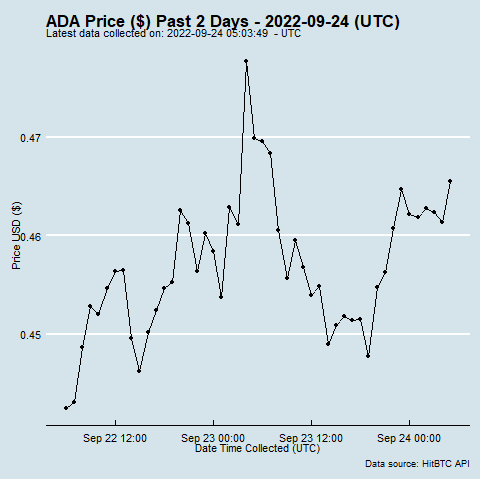 ADA Price ($) Past 2 Days - 2022-09-24 (UTC)
Latest data collected on: 2022-09-24 05:03:49 - UTC
0.47
0.46
0.45
Price USD ($)
Sep 22 12:00
Sep 23 00:00
Sep 23 12:00
Sep 24 00:00
Date Time Collected (UTC)
Data source: HitBTC API